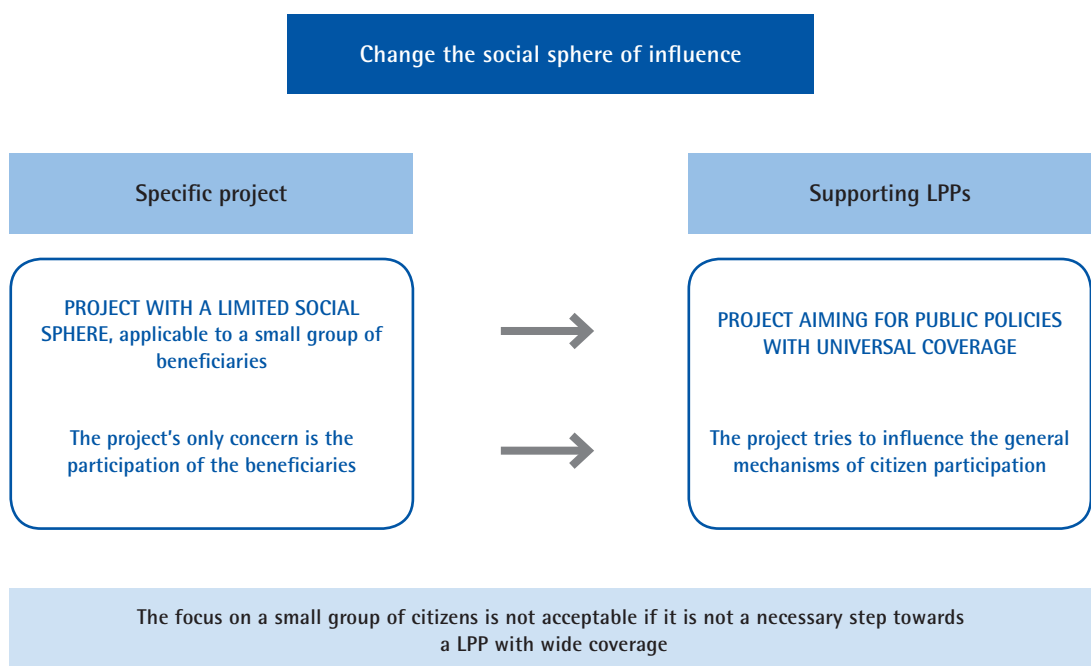 Change the social sphere of influence
Specific project
Supporting LPPs
PROJECT WITH A LIMITED SOCIAL
SPHERE, applicable to a small group of
beneficiaries
PROJECT AIMING FOR PUBLIC POLICIES
WITH UNIVERSAL COVERAGE
The project's only concern is the
participation of the beneficiaries
The project tries to influence the general
mechanisms of citizen participation
The focus on a small group of citizens is not acceptable if it is not a necessary step towards
a LPP with wide coverage